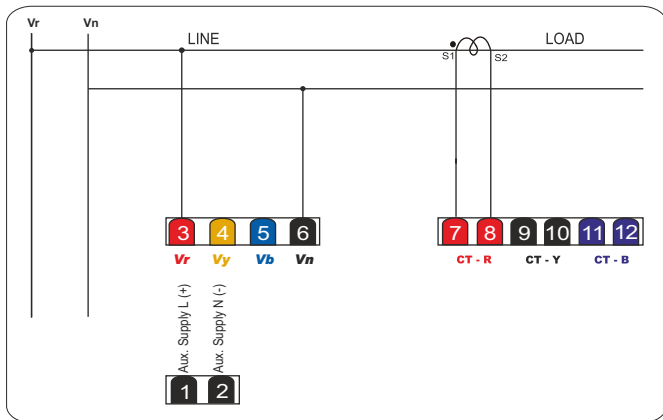 Vr Vn
LINE LOAD
S1 S2
3 4 5 6 7 8 9 10 11 12
Vr Vy Vb Vn CT - R CT - Y CT - B
Aux. Supply L (+)
Aux. Supply N (-)
1 2